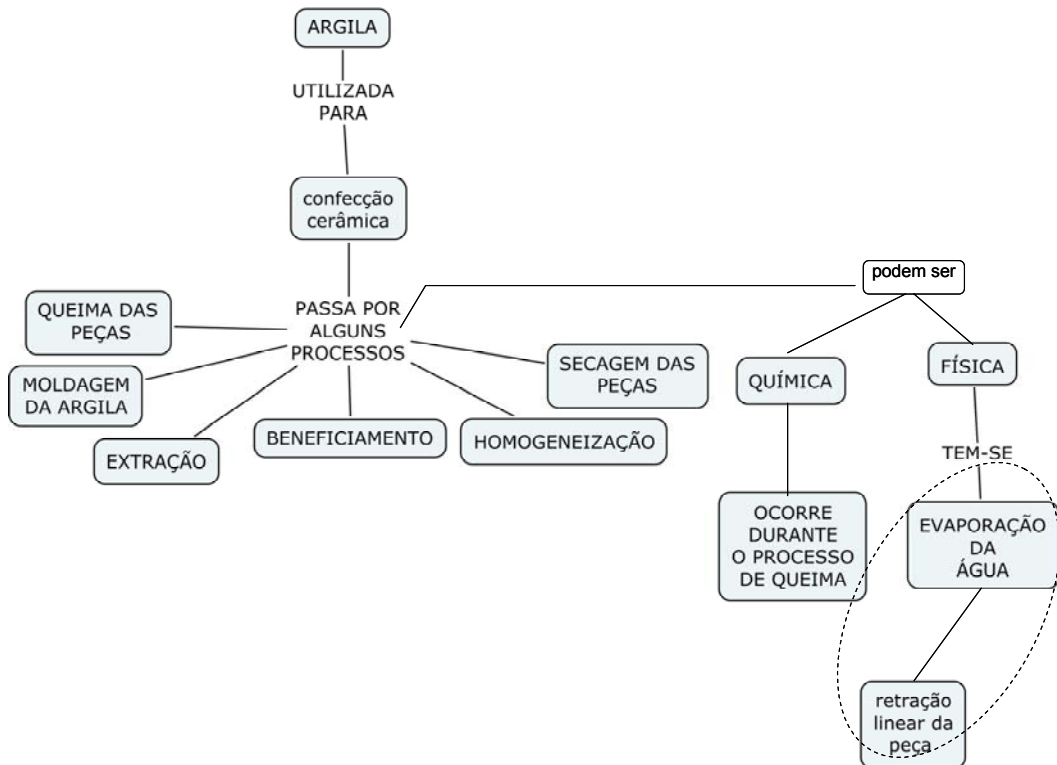 ARGILA
UTILIZADA
PARA
confecção
cerâmica
PASSA POR
ALGUNS
PROCESSOS
QUEIMA DAS
PEÇAS
MOLDAGEM
DA ARGILA
EXTRAÇÃO
BENEFICIAMENTO
HOMOGENEIZAÇÃO
SECAGEM DAS
PEÇAS
podem ser
QUÍMICA
OCORRE
DURANTE
O PROCESSO
DE QUEIMA
FÍSICA
TEM-SE
EVAPORAÇÃO
DA
ÁGUA
retração
linear da
peça